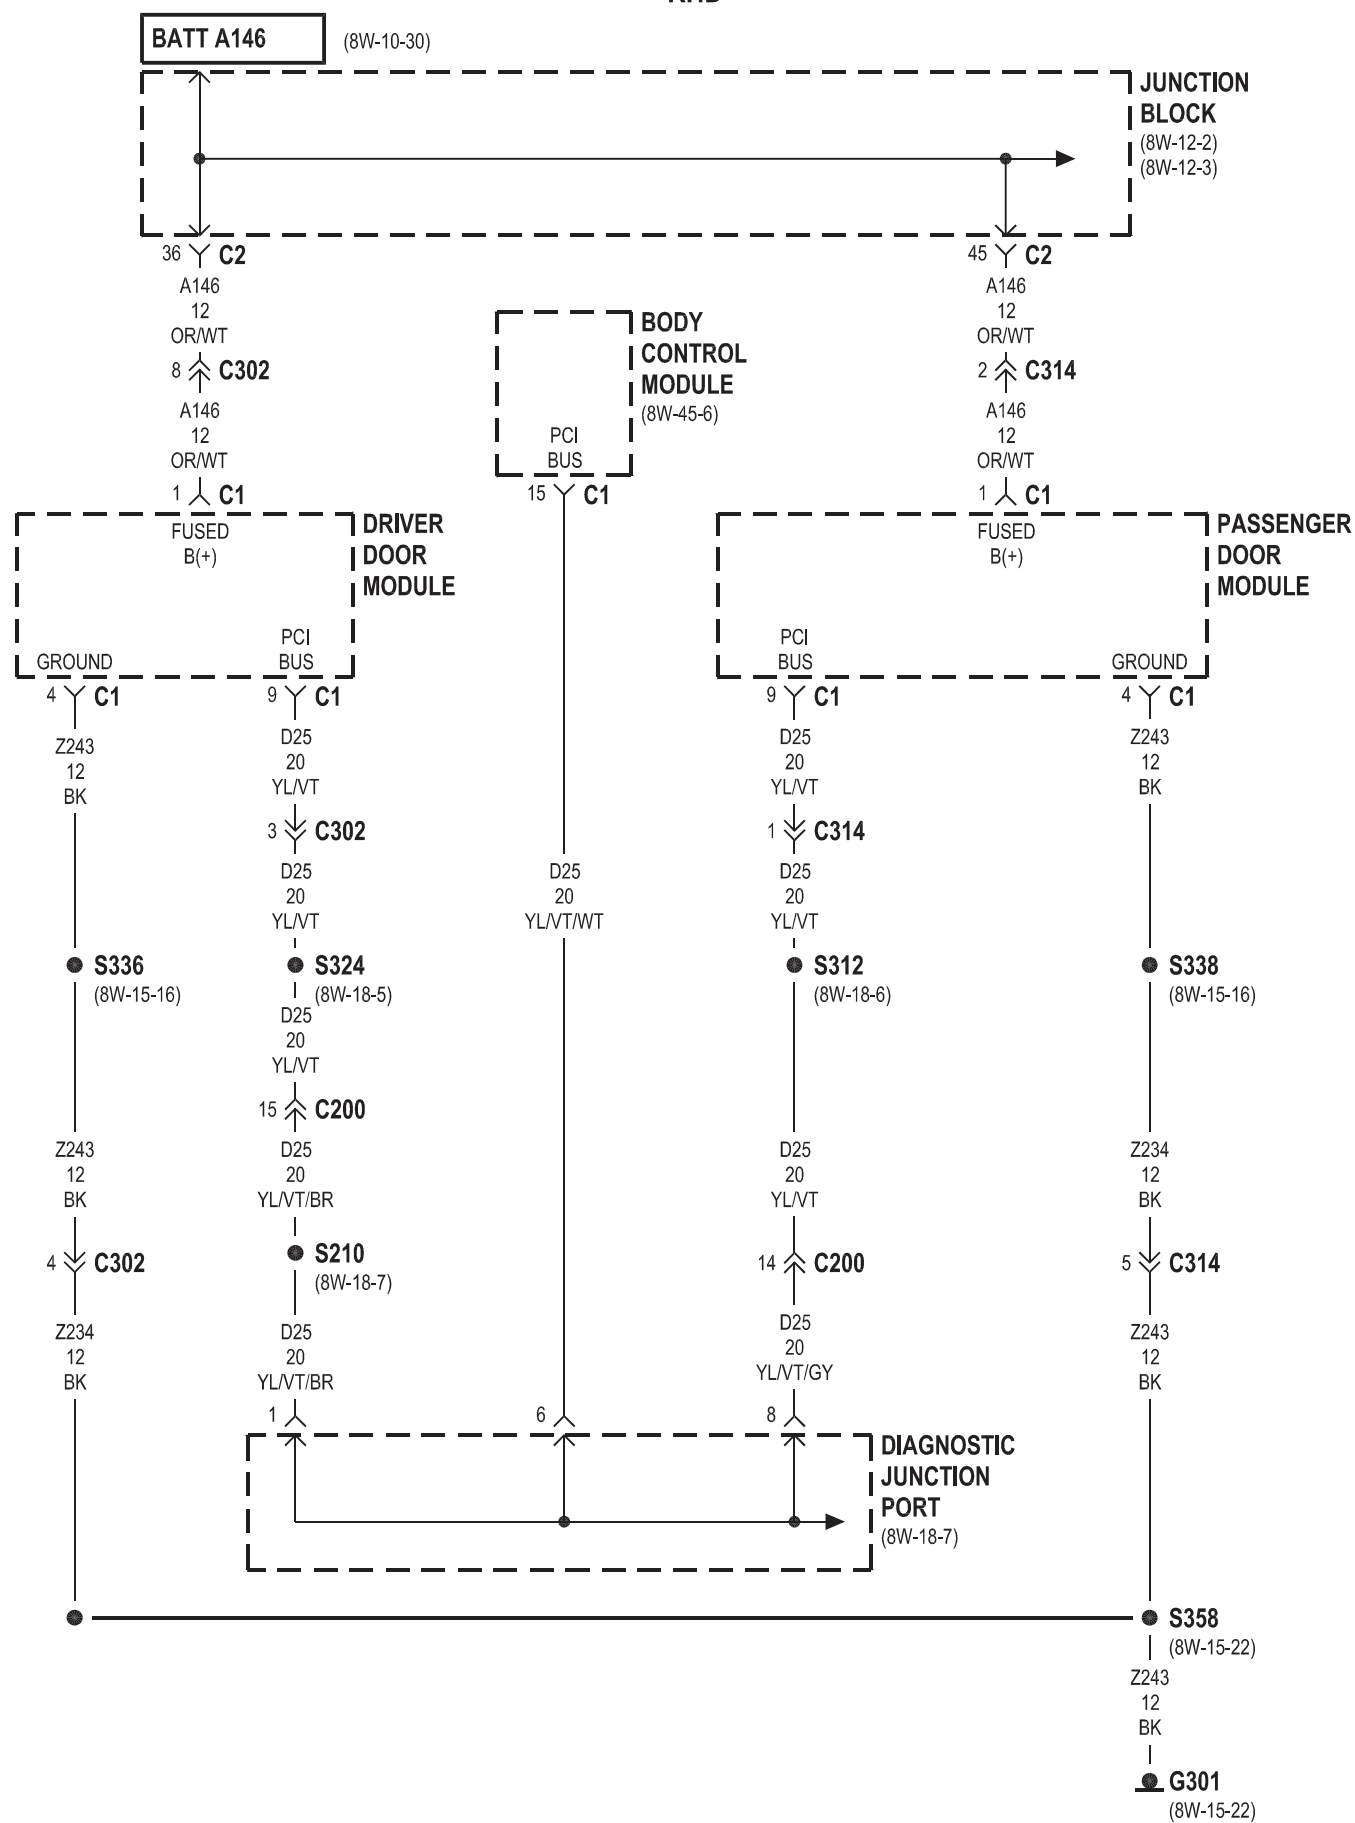 BATT A146 (8W-10-30)
JUNCTION
BLOCK
(8W-12-2)
(8W-12-3)
36 C2
A146
12
OR/WT
8 C302
A146
12
OR/WT
1 C1
45 C2
A146
12
OR/WT
2 C314
A146
12
OR/WT
1 C1
BODY
CONTROL
MODULE
(8W-45-6)
PCI
BUS
15 C1
DRIVER
DOOR
MODULE
FUSED
B(+)
GROUND
PCI
BUS
4 C1
9 C1
PASSENGER
DOOR
MODULE
FUSED
B(+)
PCI
BUS
GROUND
9 C1
4 C1
Z243
12
BK
S336
(8W-15-16)
Z243
12
BK
4 C302
Z234
12
BK
D25
20
YL/VT
3 C302
D25
20
YL/VT
S324
(8W-18-5)
D25
20
YL/VT
15 C200
D25
20
YL/VT/BR
S210
(8W-18-7)
D25
20
YL/VT/BR
1
D25
20
YL/VT/WT
6
D25
20
YL/VT
1 C314
D25
20
YL/VT
S312
(8W-18-6)
D25
20
YL/VT
14 C200
D25
20
YL/VT/GY
8
Z243
12
BK
S338
(8W-15-16)
Z234
12
BK
5 C314
Z243
12
BK
DIAGNOSTIC
JUNCTION
PORT
(8W-18-7)
S358
(8W-15-22)
Z243
12
BK
G301
(8W-15-22)